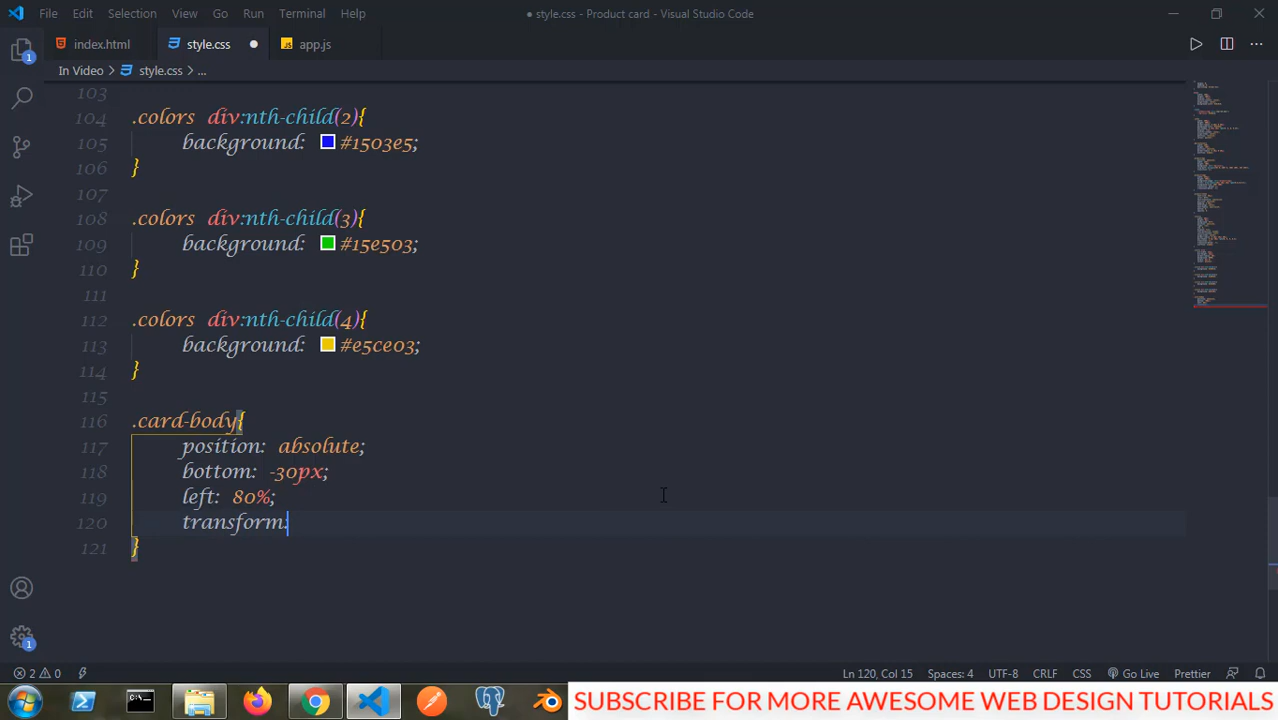 File Edit Selection View Go Run Terminal Help
● style.css - Product card - Visual Studio Code
index.html style.css ● JS app.js
In Video > style.css > ...
103
104 .colors div:nth-child(2){
105 background: #1503e5;
106 }
107
108 .colors div:nth-child(3){
109 background: #15e503;
110 }
111
112 .colors div:nth-child(4){
113 background: #e5ce03;
114 }
115
116 .card-body{
117 position: absolute;
118 bottom: -30px;
119 left: 80%;
120 transform:
121 }
1
1
2 0 Ln 120, Col 15 Spaces: 4 UTF-8 CRLF CSS Go Live Prettier
SUBSCRIBE FOR MORE AWESOME WEB DESIGN TUTORIALS